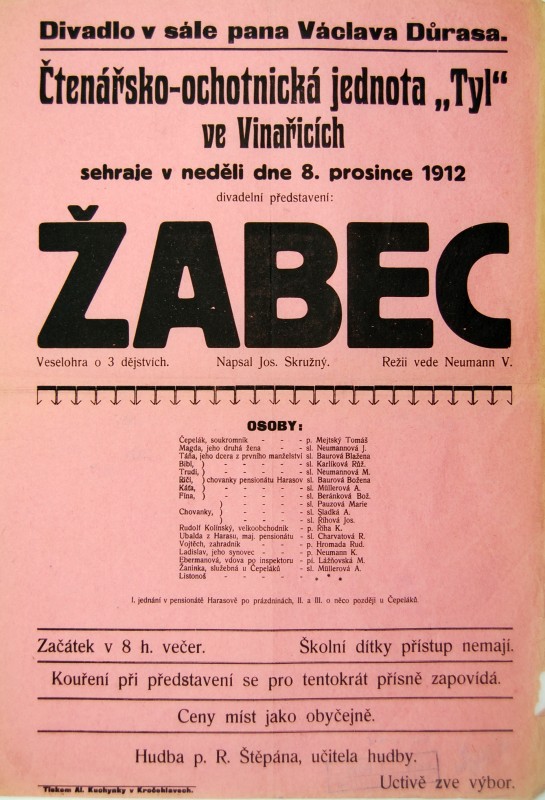 Divadlo v sále pana Václava Důrasa.
Čtenářsko-ochotnická jednota „Tyl“
ve Vinařicích
sehraje v neděli dne 8. prosince 1912
divadelní představení:
ŽABEC
Veselohra o 3 dějstvích. Napsal Jos. Skružný. Režii vede Neumann V.
OSOBY:
Čepelák, soukromník - - - p. Mejtský Tomáš
Magda, jeho druhá žena - - - sl. Neumannová J.
Táňa, jeho dcera z prvního manželství sl. Baurová Blažena
Bibi, } - - - - - sl. Karlíková Růž.
Trudi, } - - - - - sl. Neumannová M.
Riči, } chovanky pensionátu Harasov sl. Baurová Božena
Káťa, } - - - - - sl. Müllerová A.
Fína, } - - - - - sl. Beránková Bož.
} - - - - sl. Pauzová Marie
Chovanky, } - - - - sl. Sladká A.
} - - - - sl. Říhová Jos.
Rudolf Kolínský, velkoobchodník - p. Říha K.
Ubalda z Harasu, maj. pensionátu - sl. Charvatová R.
Vojtěch, zahradník - - - p. Hromada Rud.
Ladislav, jeho synovec - - - p. Neumann K.
Ebermanová, vdova po inspektoru - pí. Lážňovská M.
Žaninka, služebná u Čepeláků - sl. Müllerová A.
Listonoš - - - - - * * *
I. jednání v pensionátě Harasově po prázdninách, II. a III. o něco později u Čepeláků.
Začátek v 8 h. večer. Školní dítky přístup nemají.
Kouření při představení se pro tentokrát přísně zapovídá.
Ceny míst jako obyčejně.
Hudba p. R. Štěpána, učitela hudby.
Uctivě zve výbor.
Tiskem Al. Kuchynky v Kročehlavech.